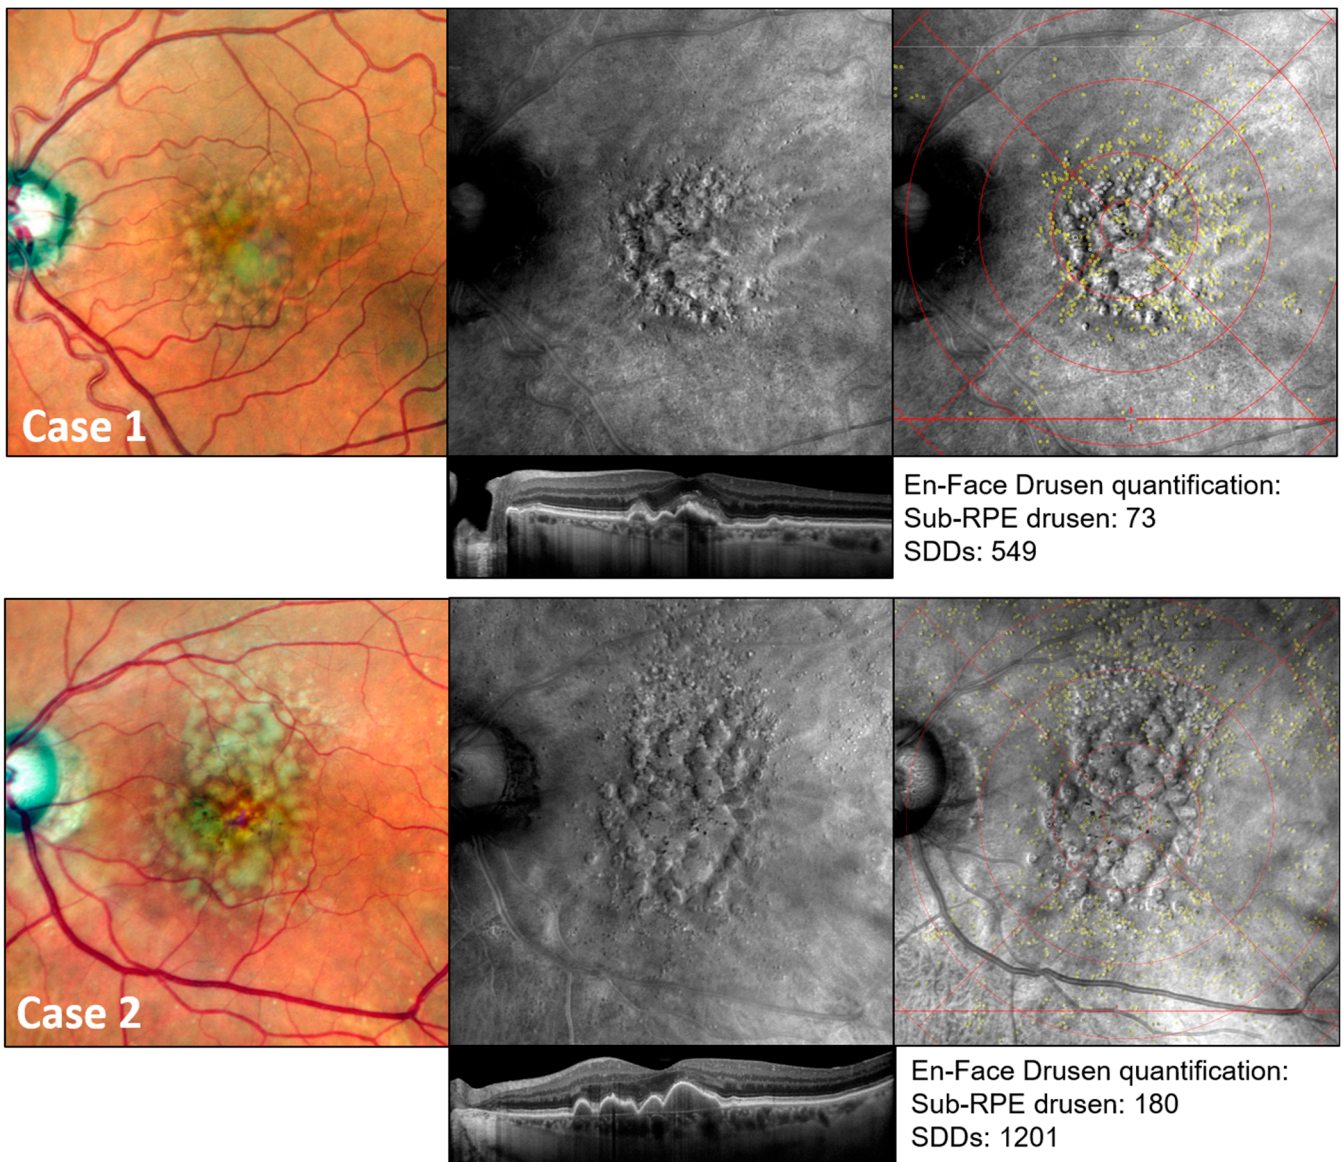 Case 1
En-Face Drusen quantification:
Sub-RPE drusen: 73
SDDs: 549
Case 2
En-Face Drusen quantification:
Sub-RPE drusen: 180
SDDs: 1201